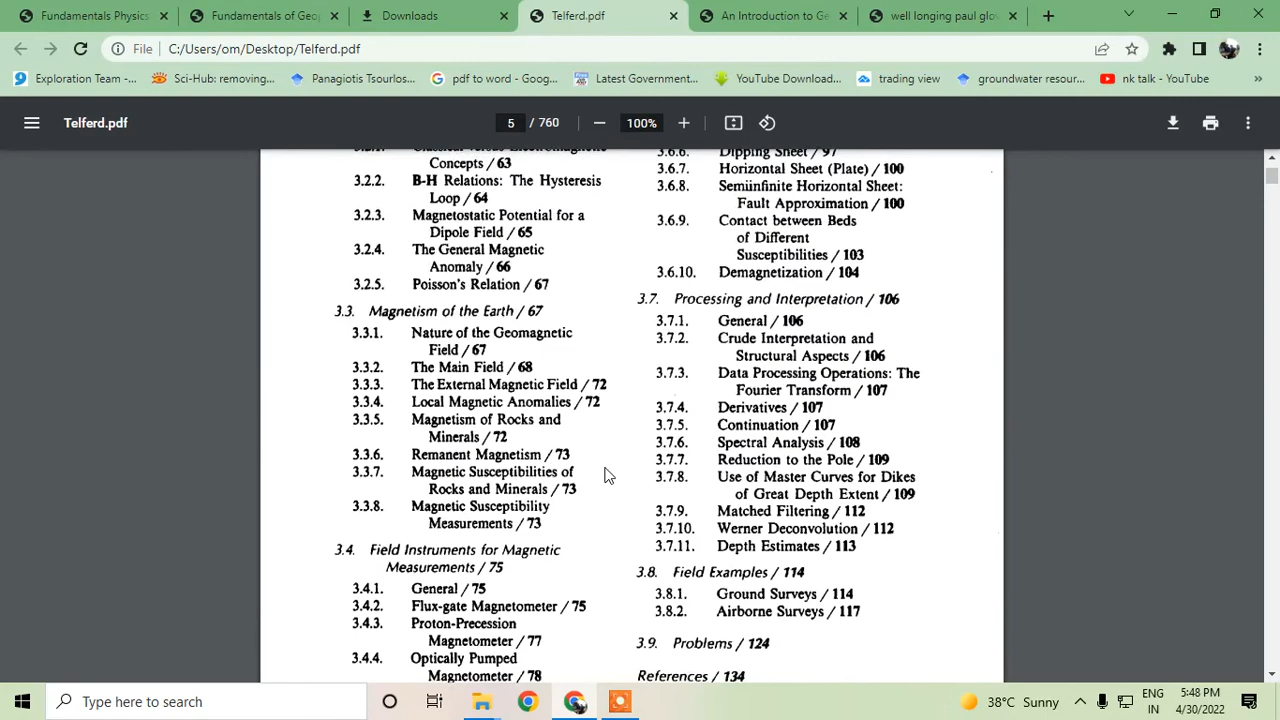 Fundamentals Physics
Fundamentals of Geop
Downloads
Telferd.pdf
An Introduction to Ge
well longing paul glov
File
C:/Users/om/Desktop/Telferd.pdf
Exploration Team -...
Sci-Hub: removing...
Panagiotis Tsourlos...
pdf to word - Goog...
Latest Government...
YouTube Download...
trading view
groundwater resour...
nk talk - YouTube
»
Telferd.pdf
5 / 760
100%
Concepts / 63
3.2.2. B-H Relations: The Hysteresis
Loop / 64
3.2.3. Magnetostatic Potential for a
Dipole Field / 65
3.2.4. The General Magnetic
Anomaly / 66
3.2.5. Poisson's Relation / 67
3.3. Magnetism of the Earth / 67
3.3.1. Nature of the Geomagnetic
Field / 67
3.3.2. The Main Field / 68
3.3.3. The External Magnetic Field / 72
3.3.4. Local Magnetic Anomalies / 72
3.3.5. Magnetism of Rocks and
Minerals / 72
3.3.6. Remanent Magnetism / 73
3.3.7. Magnetic Susceptibilities of
Rocks and Minerals / 73
3.3.8. Magnetic Susceptibility
Measurements / 73
3.4. Field Instruments for Magnetic
Measurements / 75
3.4.1. General / 75
3.4.2. Flux-gate Magnetometer / 75
3.4.3. Proton-Precession
Magnetometer / 77
3.4.4. Optically Pumped
Magnetometer / 78
3.6.6. Dipping Sheet / 97
3.6.7. Horizontal Sheet (Plate) / 100
3.6.8. Semiinfinite Horizontal Sheet:
Fault Approximation / 100
3.6.9. Contact between Beds
of Different
Susceptibilities / 103
3.6.10. Demagnetization / 104
3.7. Processing and Interpretation / 106
3.7.1. General / 106
3.7.2. Crude Interpretation and
Structural Aspects / 106
3.7.3. Data Processing Operations: The
Fourier Transform / 107
3.7.4. Derivatives / 107
3.7.5. Continuation / 107
3.7.6. Spectral Analysis / 108
3.7.7. Reduction to the Pole / 109
3.7.8. Use of Master Curves for Dikes
of Great Depth Extent / 109
3.7.9. Matched Filtering / 112
3.7.10. Werner Deconvolution / 112
3.7.11. Depth Estimates / 113
3.8. Field Examples / 114
3.8.1. Ground Surveys / 114
3.8.2. Airborne Surveys / 117
3.9. Problems / 124
References / 134
Type here to search
38°C Sunny
ENG
IN
5:48 PM
4/30/2022